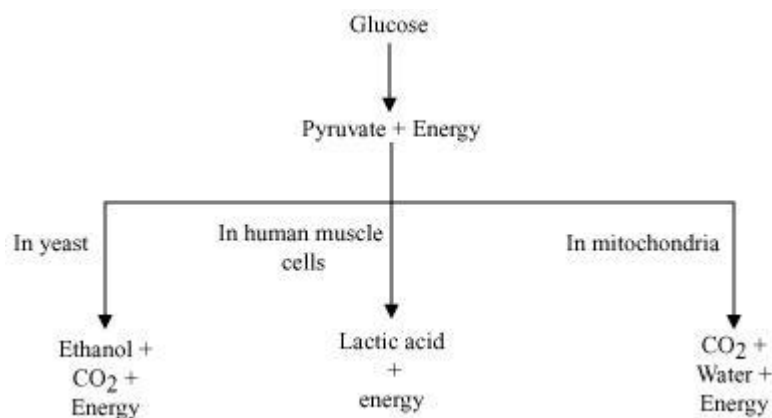 Glucose
Pyruvate + Energy
In yeast
In human muscle
cells
In mitochondria
Ethanol +
CO2 +
Energy
Lactic acid
+
energy
CO2 +
Water +
Energy